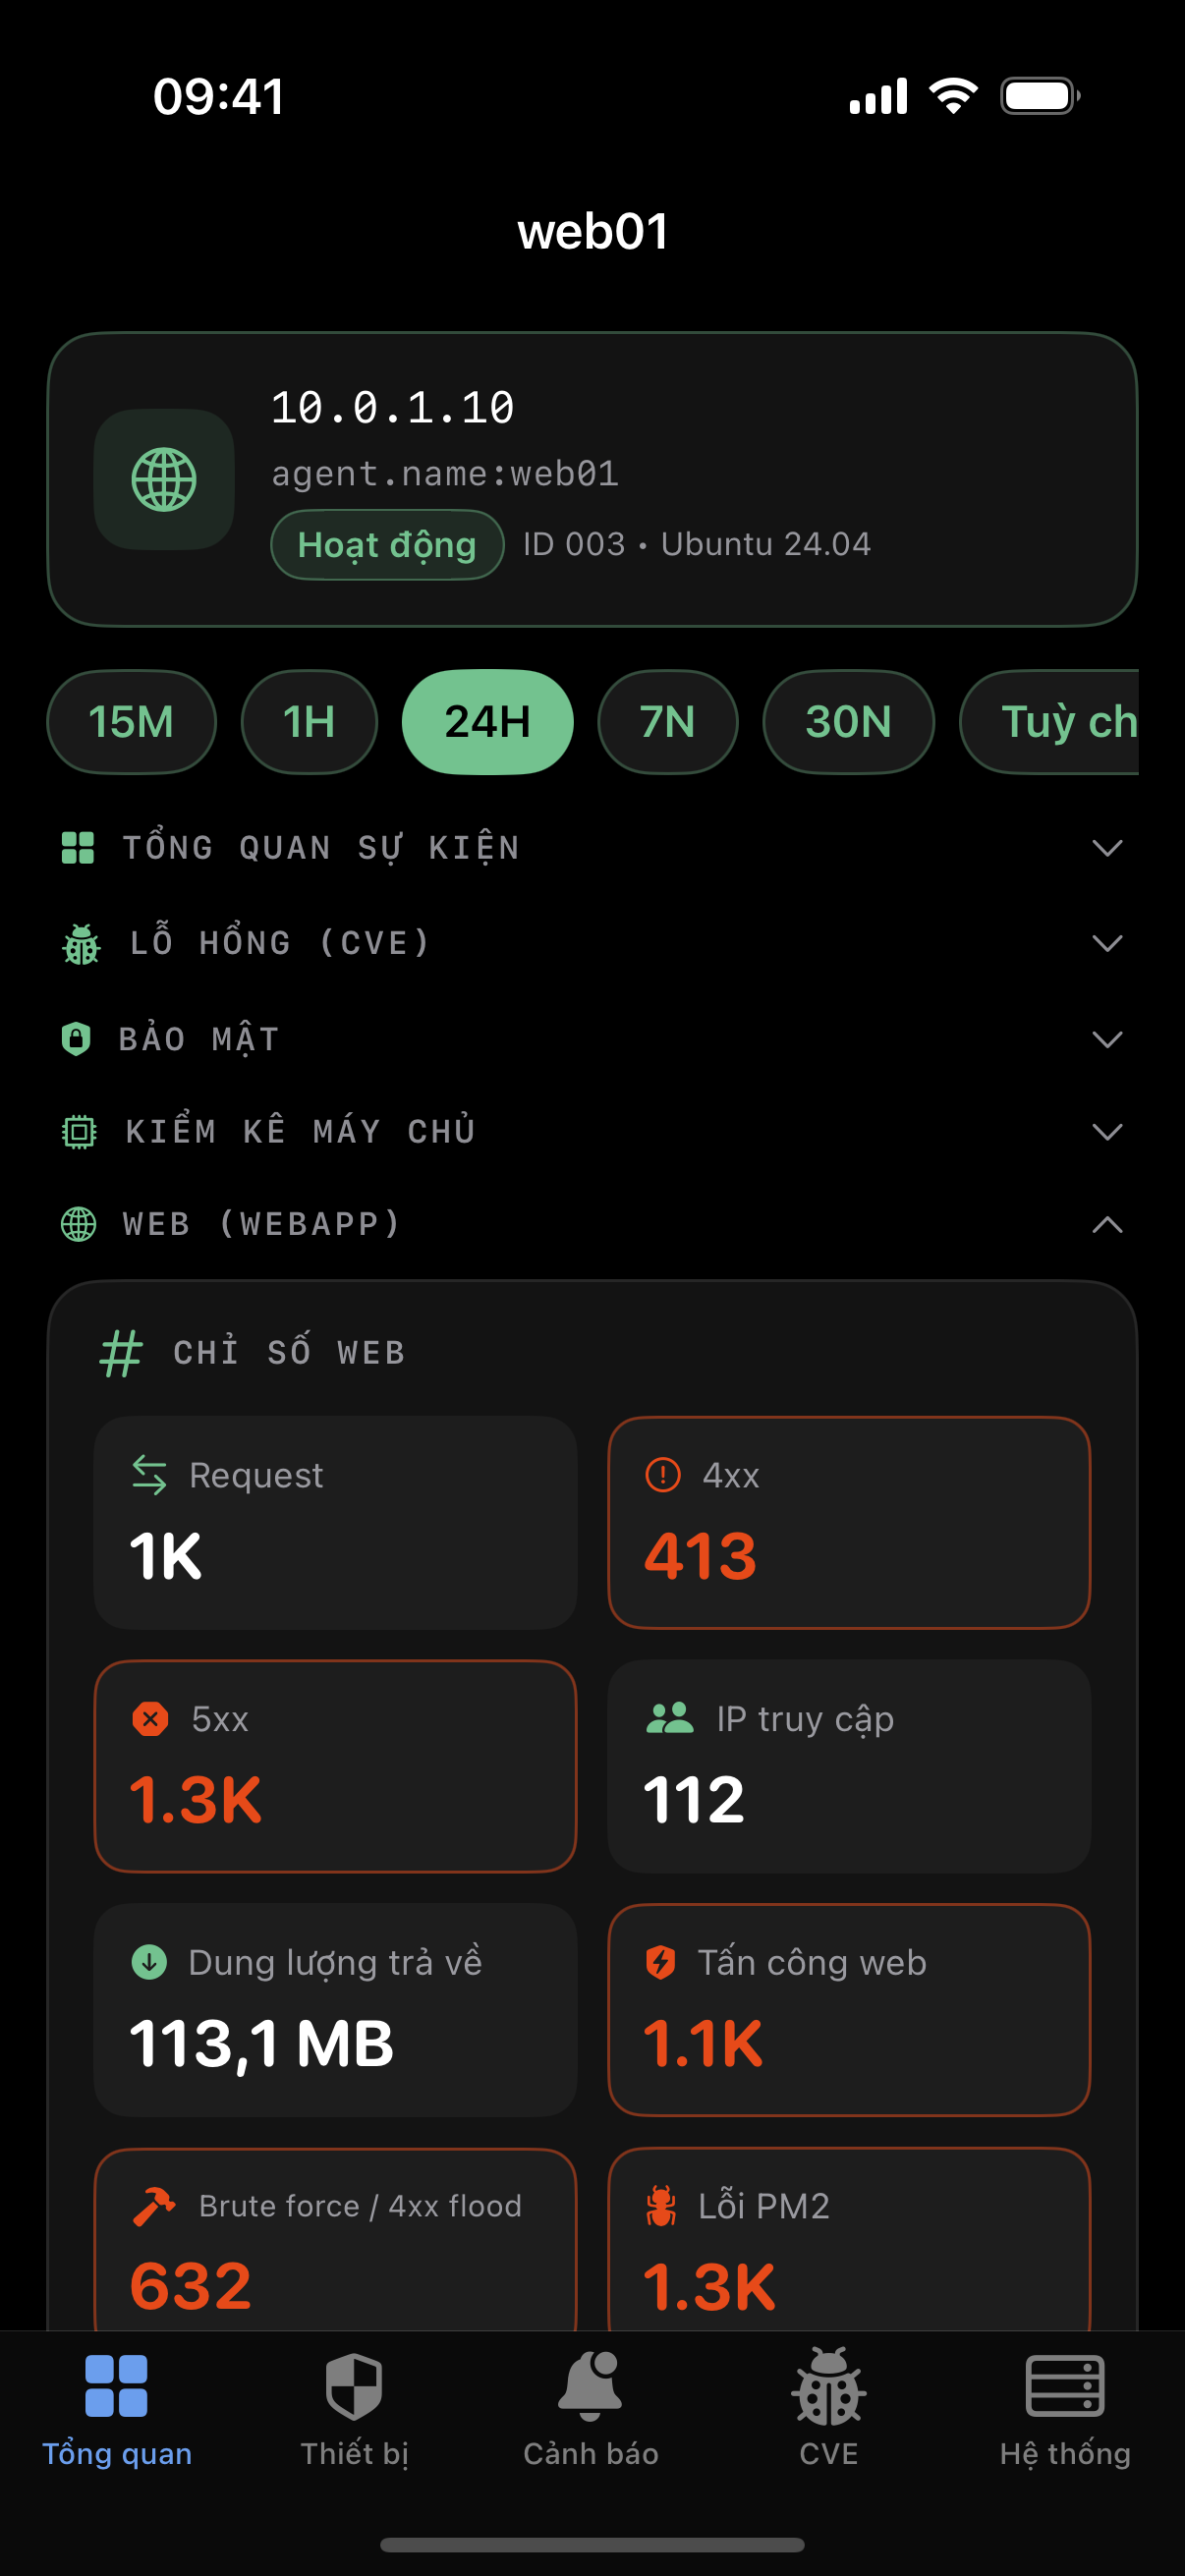 09:41
web01
10.0.1.10
agent.name:web01
Hoạt động ID 003 • Ubuntu 24.04
15M 1H 24H 7N 30N Tuỳ ch
TỔNG QUAN SỰ KIỆN
LỖ HỔNG (CVE)
BẢO MẬT
KIỂM KÊ MÁY CHỦ
WEB (WEBAPP)
CHỈ SỐ WEB
Request
1K
4xx
413
5xx
1.3K
IP truy cập
112
Dung lượng trả về
113,1 MB
Tấn công web
1.1K
Brute force / 4xx flood
632
Lỗi PM2
1.3K
Tổng quan Thiết bị Cảnh báo CVE Hệ thống